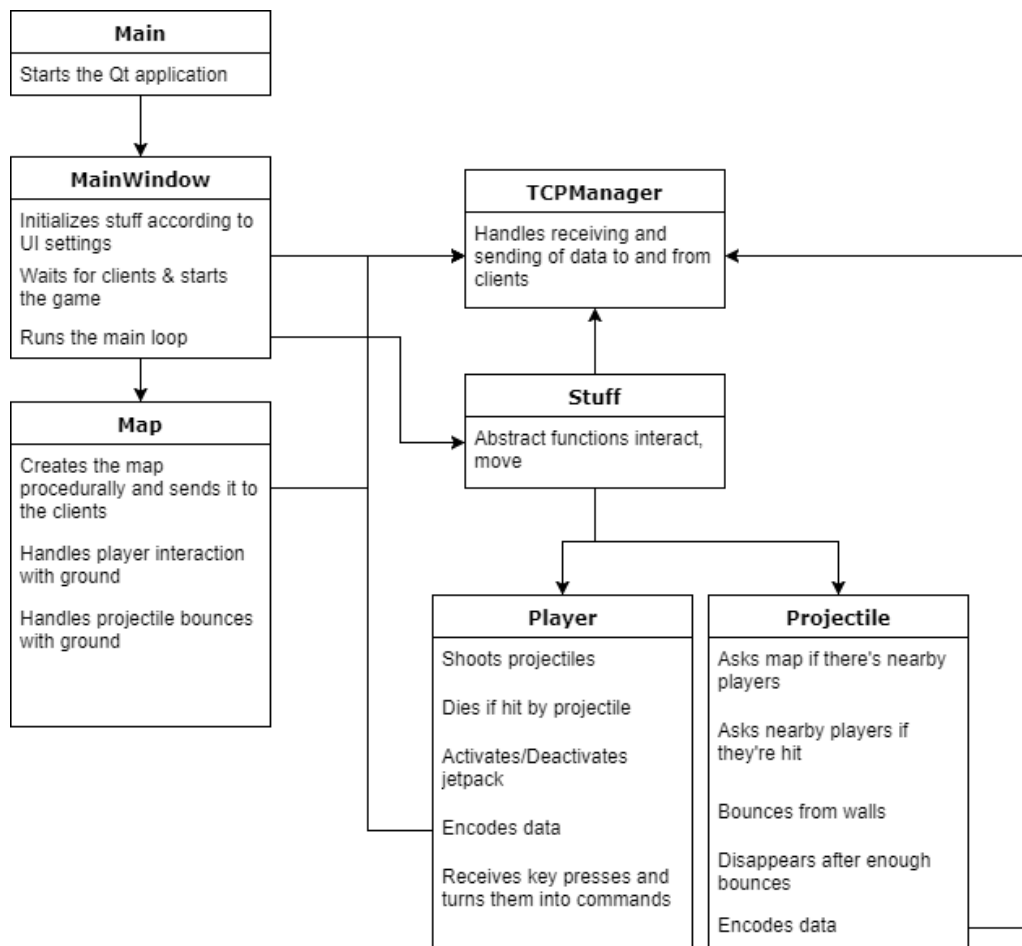 Main
Starts the Qt application
MainWindow
Initializes stuff according to
UI settings
Waits for clients & starts
the game
Runs the main loop
TCPManager
Handles receiving and
sending of data to and from
clients
Stuff
Abstract functions interact,
move
Map
Creates the map
procedurally and sends it to
the clients
Handles player interaction
with ground
Handles projectile bounces
with ground
Player
Shoots projectiles
Dies if hit by projectile
Activates/Deactivates
jetpack
Encodes data
Receives key presses and
turns them into commands
Projectile
Asks map if there's nearby
players
Asks nearby players if
they're hit
Bounces from walls
Disappears after enough
bounces
Encodes data